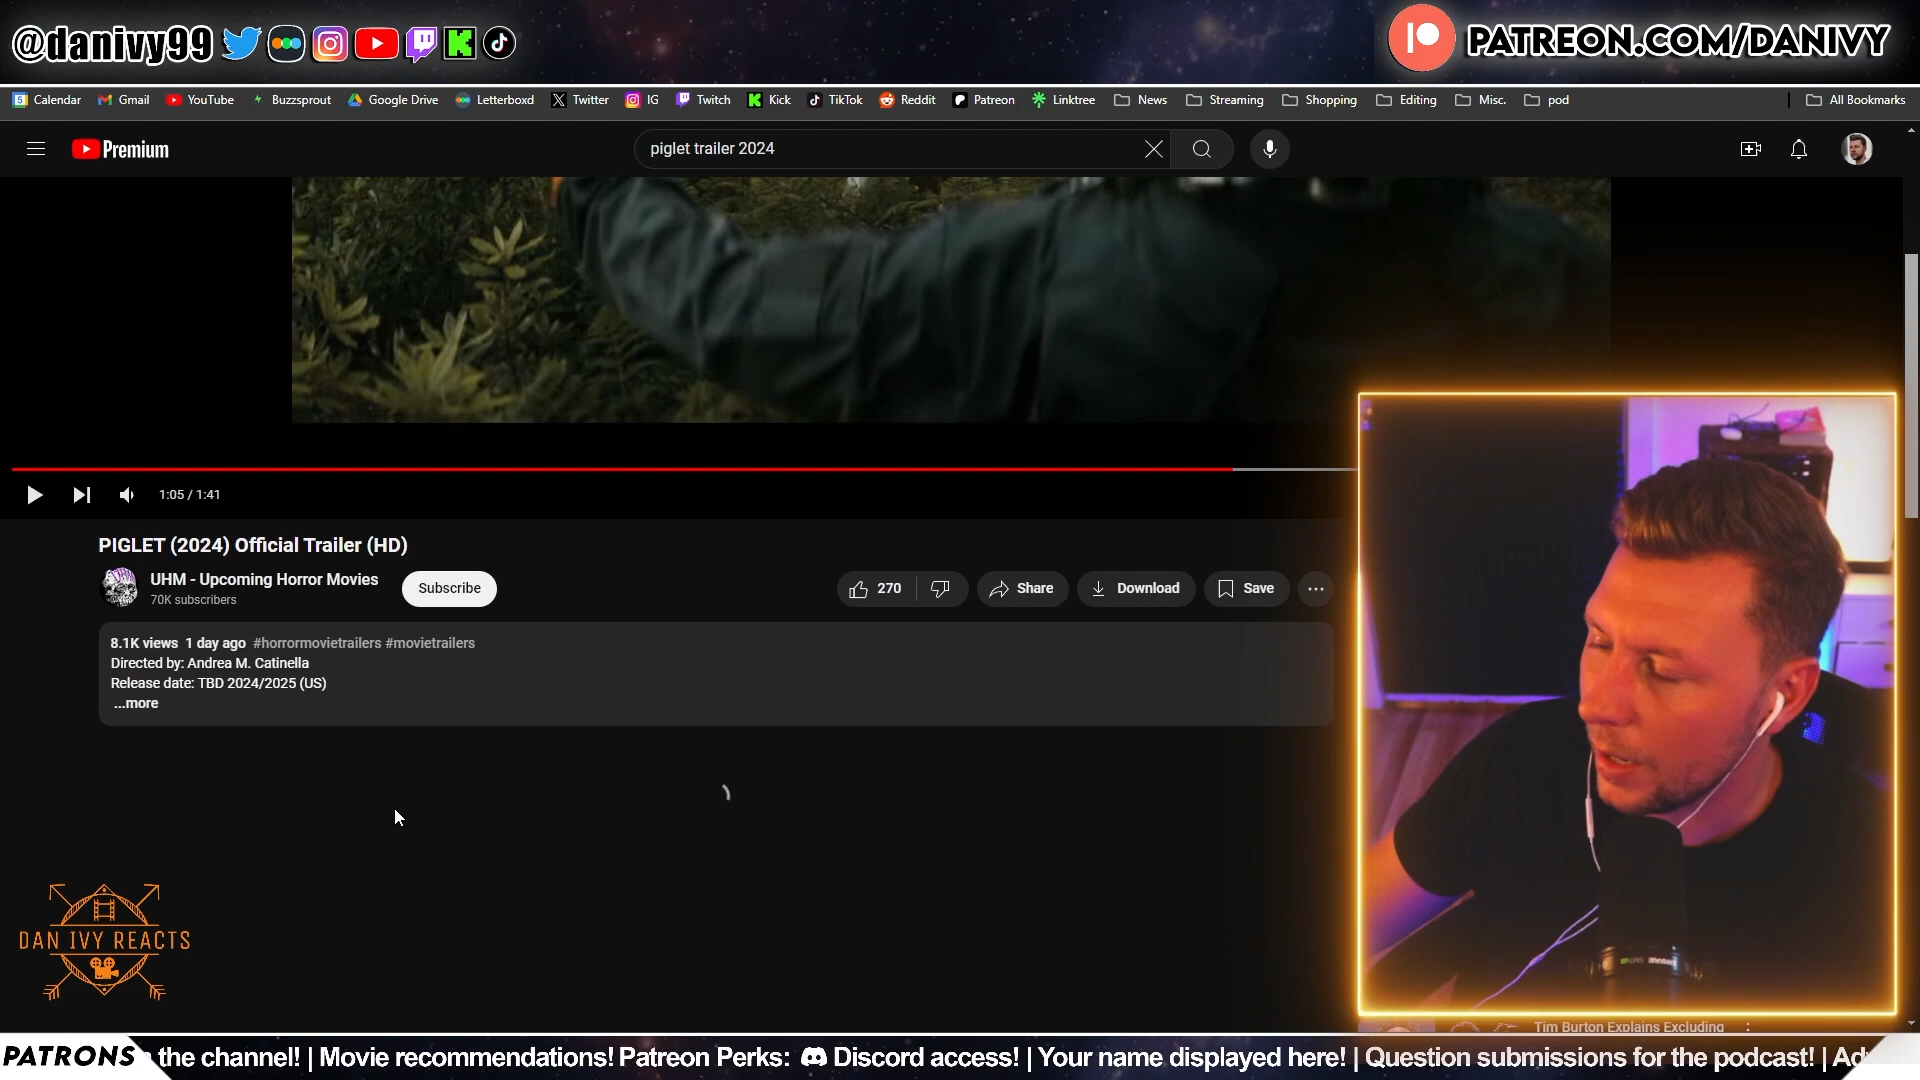 @danivy99
PATREON.COM/DANIVY
Calendar Gmail YouTube Buzzsprout Google Drive Letterboxd Twitter IG Twitch Kick TikTok Reddit Patreon Linktree News Streaming Shopping Editing Misc. pod All Bookmarks
Premium
piglet trailer 2024
1:05 / 1:41
PIGLET (2024) Official Trailer (HD)
UHM - Upcoming Horror Movies
70K subscribers
Subscribe
270
Share
Download
Save
8.1K views 1 day ago #horrormovietrailers #movietrailers
Directed by: Andrea M. Catinella
Release date: TBD 2024/2025 (US)
...more
DAN IVY REACTS
Tim Burton Explains Excluding
PATRONS the channel! | Movie recommendations! Patreon Perks: Discord access! | Your name displayed here! | Question submissions for the podcast! | Ad